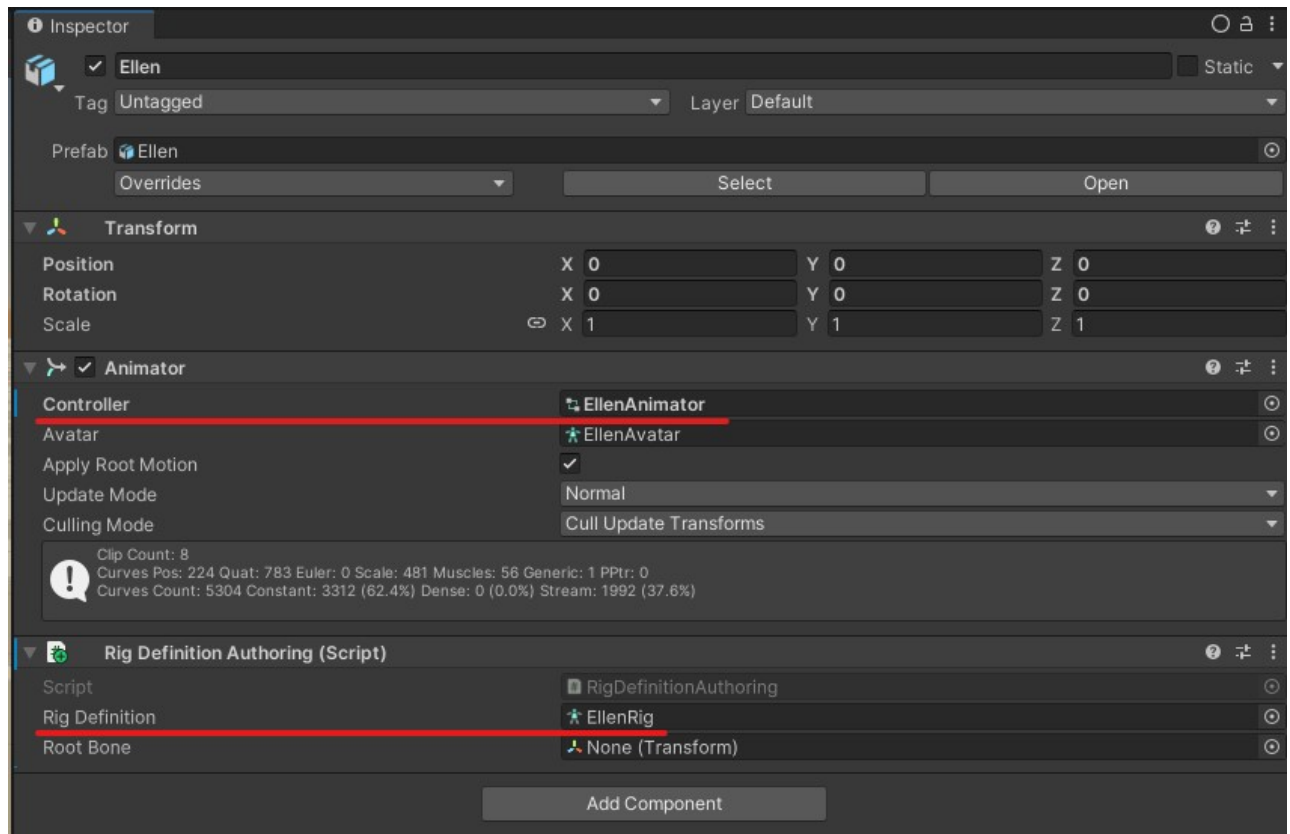 Inspector
Ellen Static
Tag Untagged Layer Default
Prefab Ellen
Overrides Select Open
Transform
Position X 0 Y 0 Z 0
Rotation X 0 Y 0 Z 0
Scale X 1 Y 1 Z 1
Animator
Controller EllenAnimator
Avatar EllenAvatar
Apply Root Motion
Update Mode Normal
Culling Mode Cull Update Transforms
Clip Count: 8
Curves Pos: 224 Quat: 783 Euler: 0 Scale: 481 Muscles: 56 Generic: 1 PPtr: 0
Curves Count: 5304 Constant: 3312 (62.4%) Dense: 0 (0.0%) Stream: 1992 (37.6%)
Rig Definition Authoring (Script)
Script RigDefinitionAuthoring
Rig Definition EllenRig
Root Bone None (Transform)
Add Component